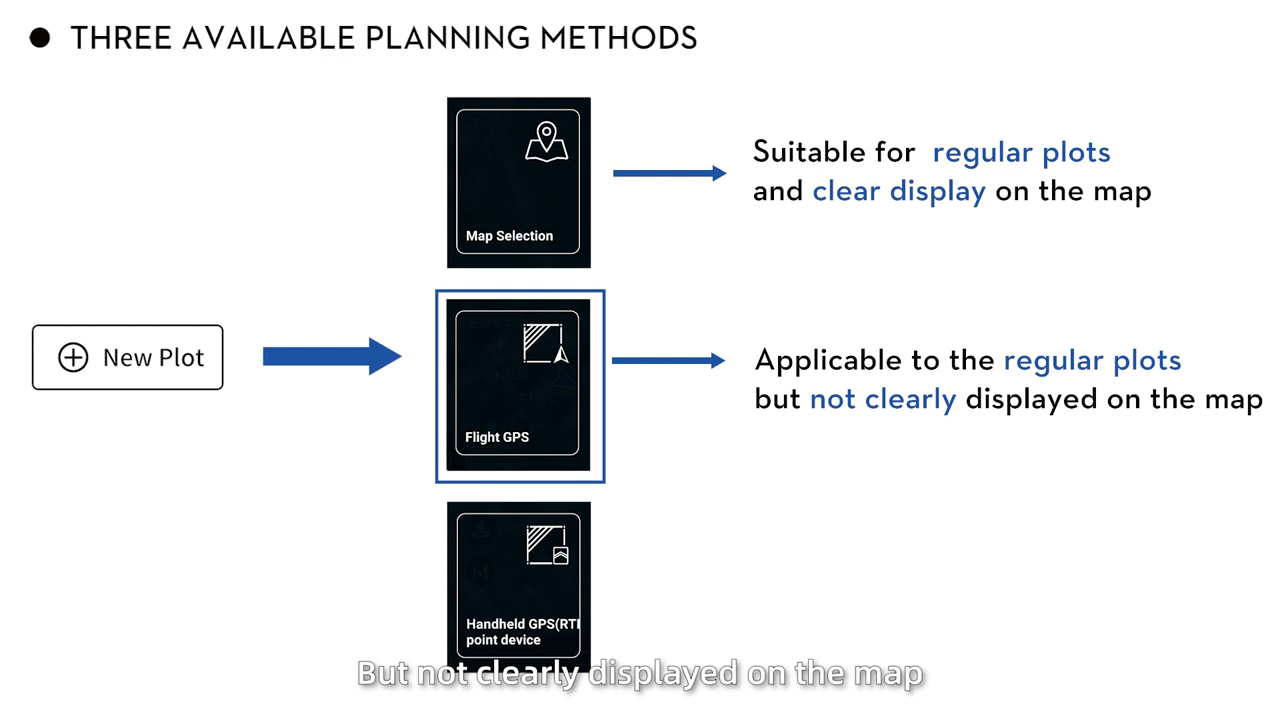 THREE AVAILABLE PLANNING METHODS
Map Selection
Suitable for regular plots
and clear display on the map
New Plot
Flight GPS
Applicable to the regular plots
but not clearly displayed on the map
Handheld GPS(RTI
point device
But not clearly displayed on the map